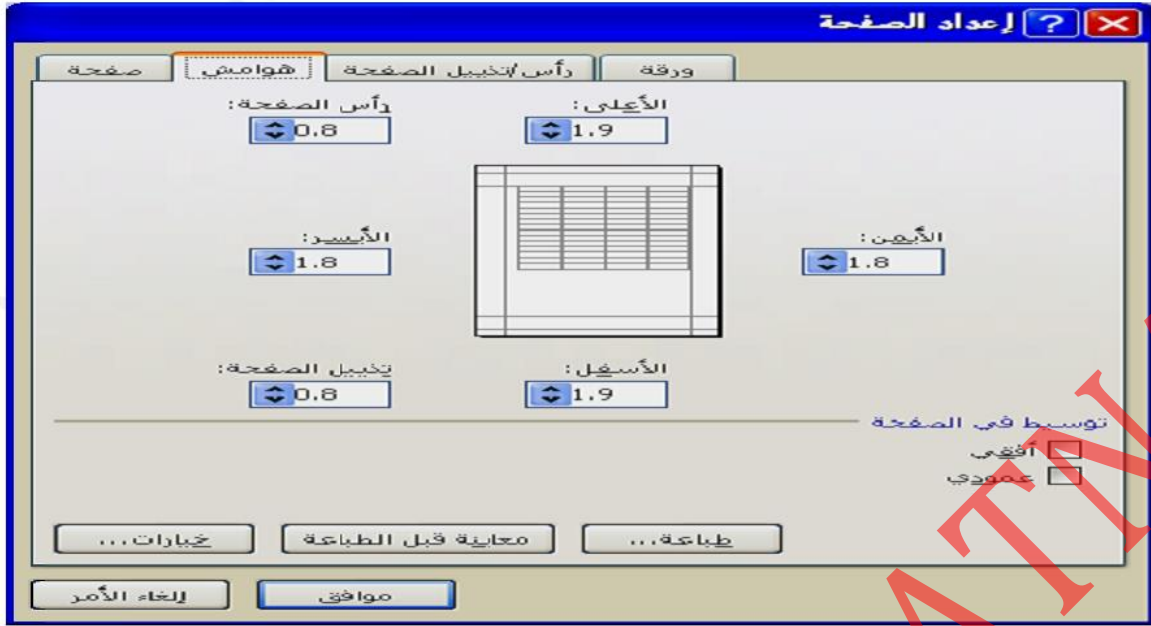 إعداد الصفحة
ورقة رأس/تذييل الصفحة هوامش صفحة
الأعلى: رأس الصفحة:
1.9 0.8
الأيمن: الأيسر:
1.8 1.8
الأسفل: تذييل الصفحة:
1.9 0.8
توسيط في الصفحة
أفقي
عمودي
طباعة... معاينة قبل الطباعة خيارات...
موافق إلغاء الأمر
ATN